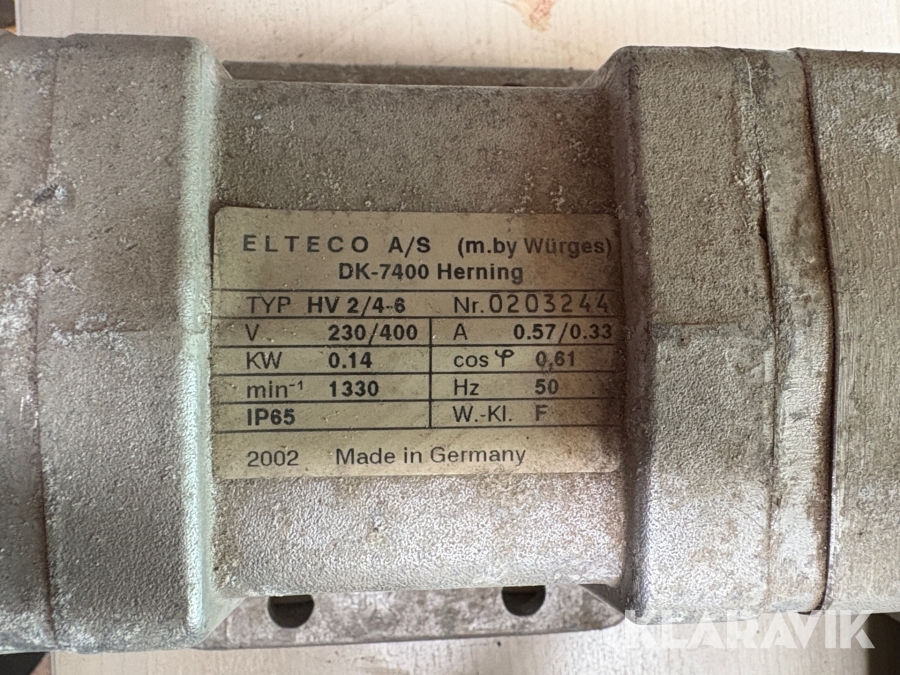 ELTECO A/S (m.by Würges)
DK-7400 Herning
TYP HV 2/4-6 Nr. 0203244
V 230/400 A 0.57/0.33
KW 0.14 cos φ 0,61
min⁻¹ 1330 Hz 50
IP65 W.-Kl. F
2002 Made in Germany
KLARAVIK